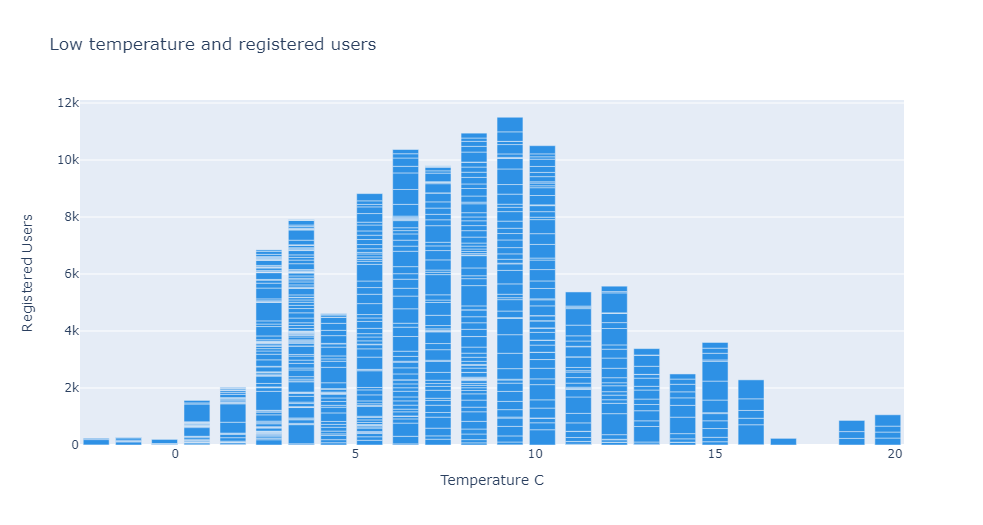 Low temperature and registered users
12k
10k
8k
6k
4k
2k
0
Registered Users
0 5 10 15 20
Temperature C